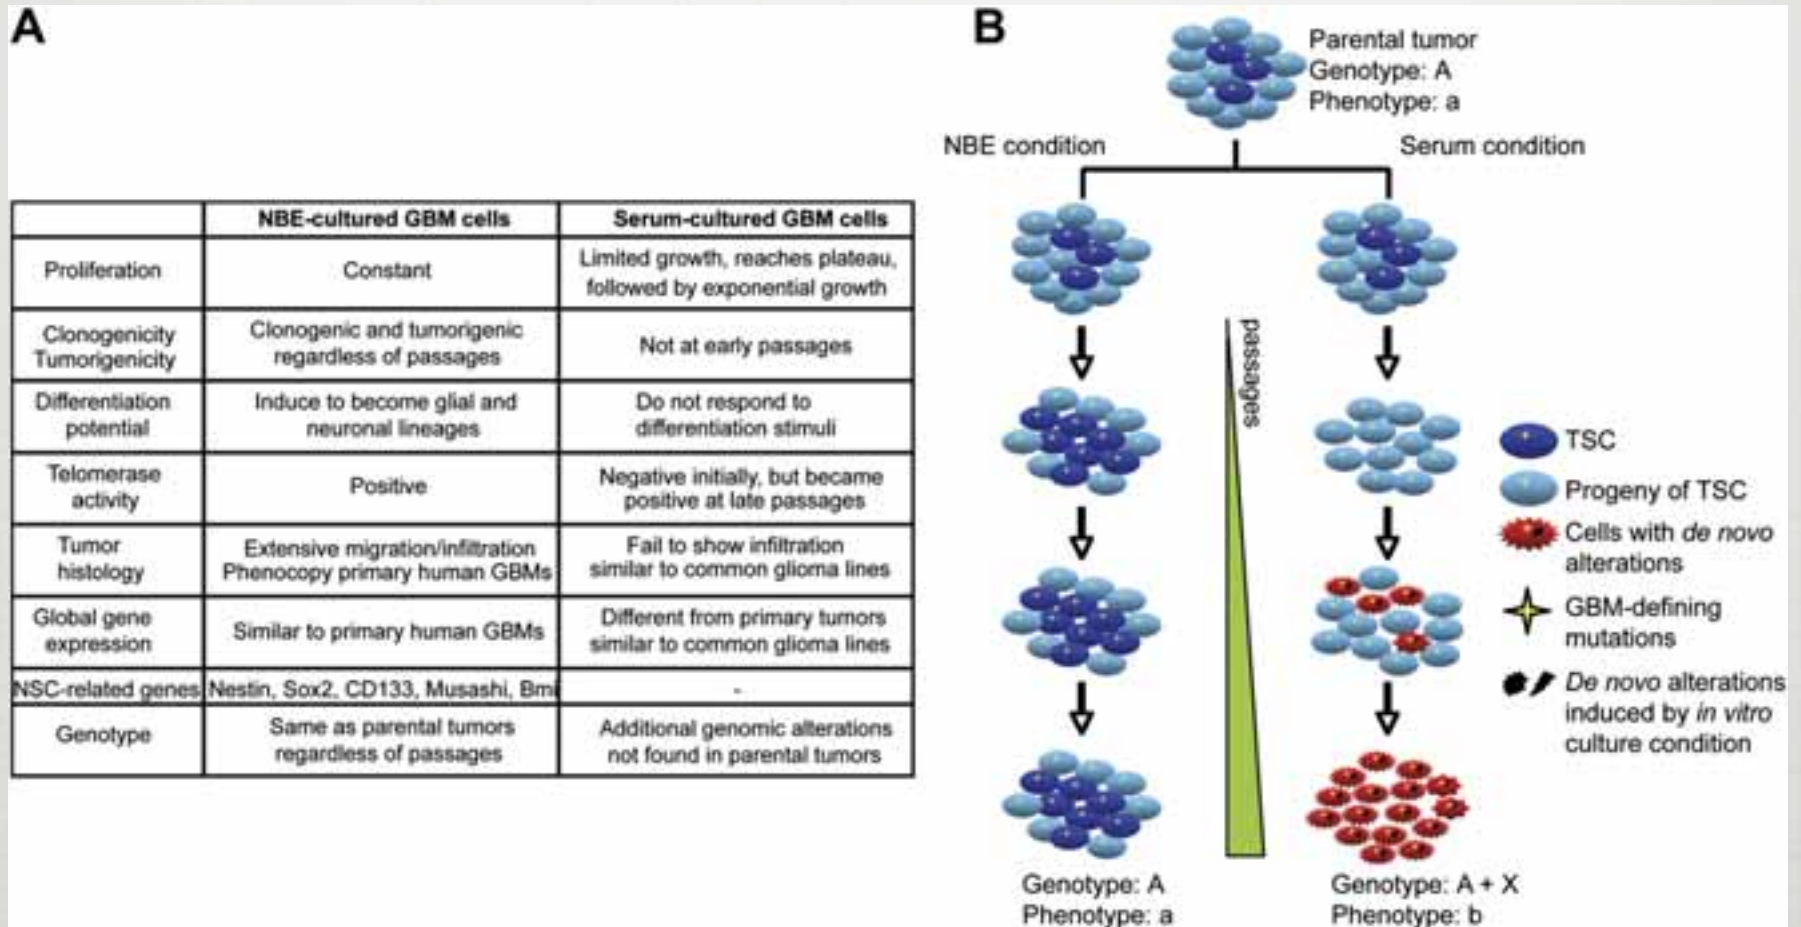 A
NBE-cultured GBM cells
Serum-cultured GBM cells
Proliferation
Constant
Limited growth, reaches plateau,
followed by exponential growth
Clonogenicity
Tumorigenicity
Clonogenic and tumorigenic
regardless of passages
Not at early passages
Differentiation
potential
Induce to become glial and
neuronal lineages
Do not respond to
differentiation stimuli
Telomerase
activity
Positive
Negative initially, but became
positive at late passages
Tumor
histology
Extensive migration/infiltration
Phenocopy primary human GBMs
Fail to show infiltration
similar to common glioma lines
Global gene
expression
Similar to primary human GBMs
Different from primary tumors
similar to common glioma lines
NSC-related genes
Nestin, Sox2, CD133, Musashi, Bmi
-
Genotype
Same as parental tumors
regardless of passages
Additional genomic alterations
not found in parental tumors
B
Parental tumor
Genotype: A
Phenotype: a
NBE condition
Serum condition
passages
TSC
Progeny of TSC
Cells with de novo
alterations
GBM-defining
mutations
De novo alterations
induced by in vitro
culture condition
Genotype: A
Phenotype: a
Genotype: A + X
Phenotype: b